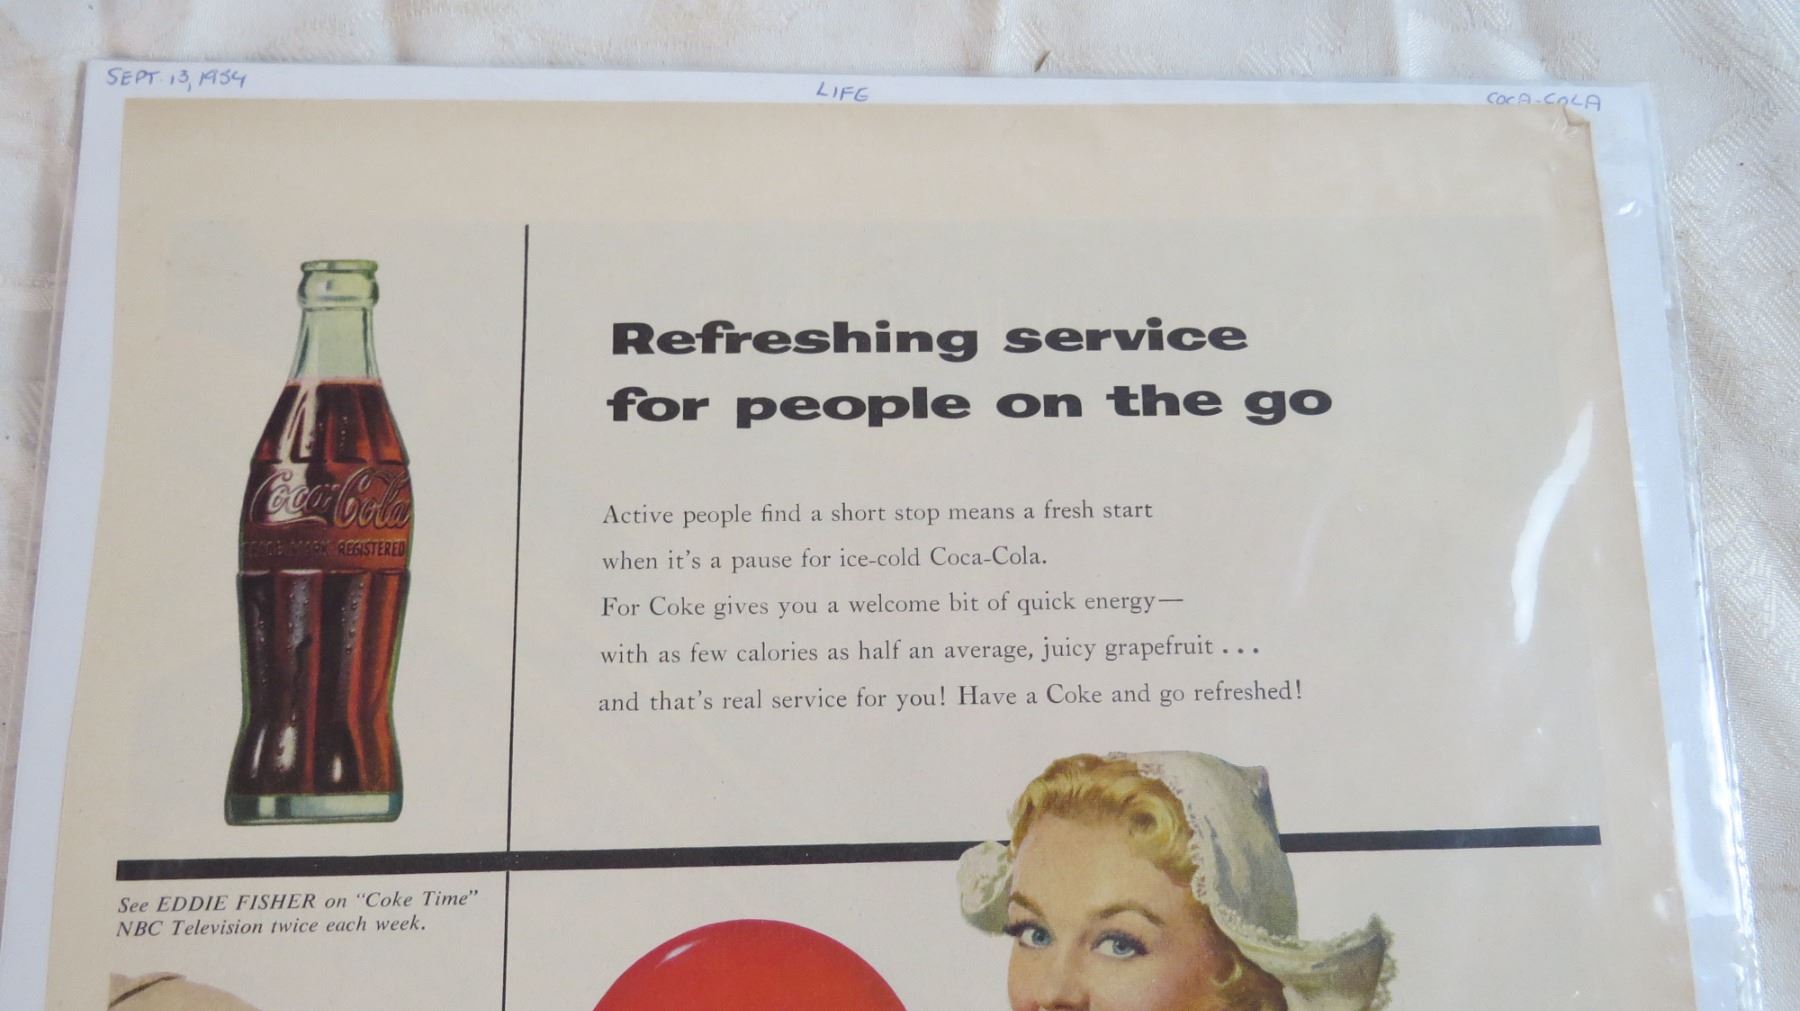 SEPT. 13, 1954
LIFE
COCA-COLA
Coca-Cola
TRADE-MARK REGISTERED
Refreshing service
for people on the go
Active people find a short stop means a fresh start
when it's a pause for ice-cold Coca-Cola.
For Coke gives you a welcome bit of quick energy—
with as few calories as half an average, juicy grapefruit . . .
and that's real service for you! Have a Coke and go refreshed!
See EDDIE FISHER on "Coke Time"
NBC Television twice each week.